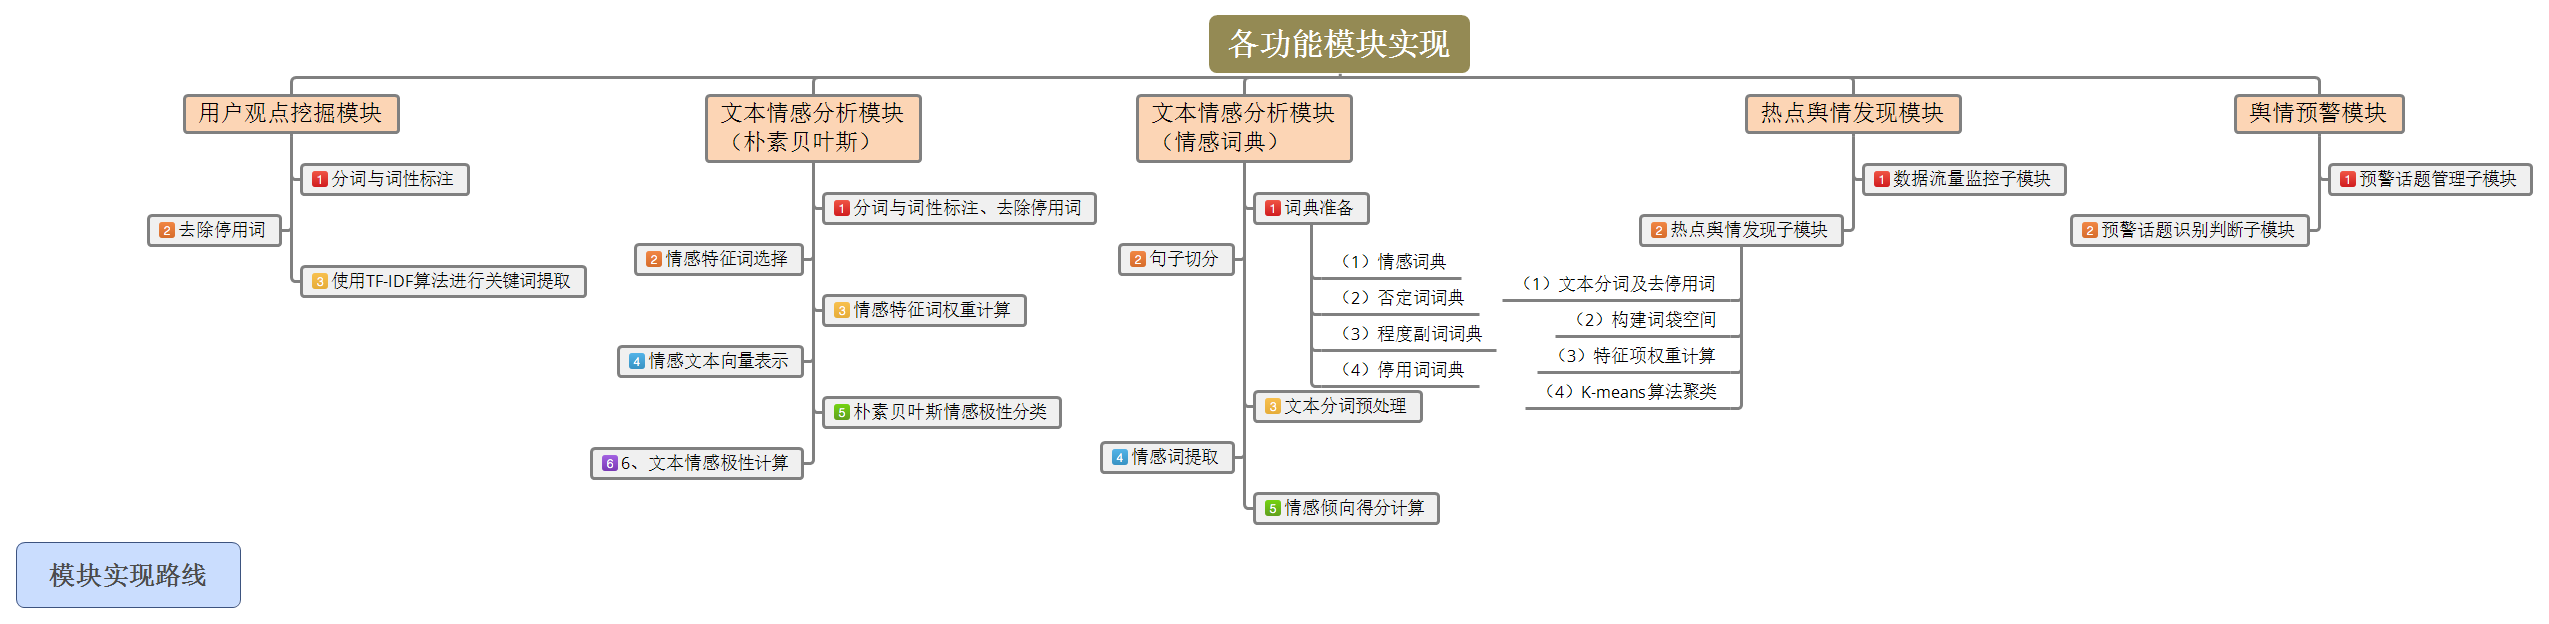 各功能模块实现
用户观点挖掘模块
1 分词与词性标注
2 去除停用词
3 使用TF-IDF算法进行关键词提取
文本情感分析模块
（朴素贝叶斯）
1 分词与词性标注、去除停用词
2 情感特征词选择
3 情感特征词权重计算
4 情感文本向量表示
5 朴素贝叶斯情感极性分类
6 6、文本情感极性计算
文本情感分析模块
（情感词典）
1 词典准备
（1）情感词典
（2）否定词词典
（3）程度副词词典
（4）停用词词典
2 句子切分
3 文本分词预处理
4 情感词提取
5 情感倾向得分计算
热点舆情发现模块
1 数据流量监控子模块
2 热点舆情发现子模块
（1）文本分词及去停用词
（2）构建词袋空间
（3）特征项权重计算
（4）K-means算法聚类
舆情预警模块
1 预警话题管理子模块
2 预警话题识别判断子模块
模块实现路线